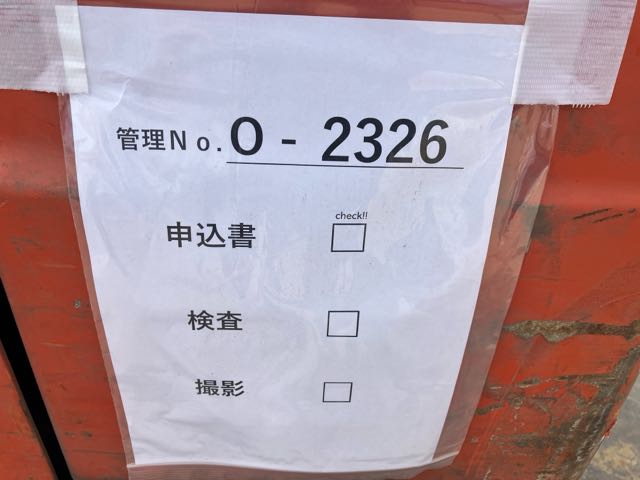 管理No. O - 2326
check!!
申込書 □
検査 □
撮影 □